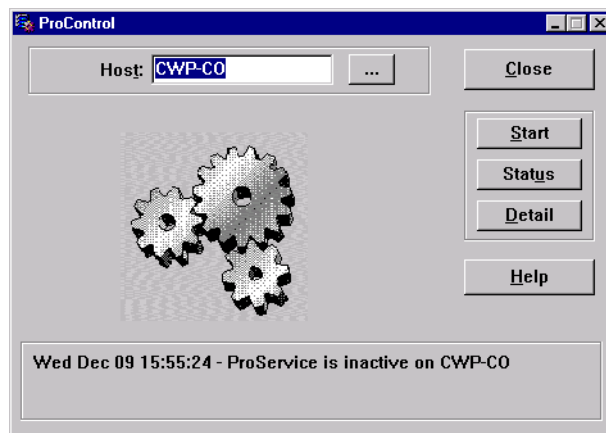 ProControl
Host: CWP-CO ...
Close
Start
Status
Detail
Help
Wed Dec 09 15:55:24 - ProService is inactive on CWP-CO